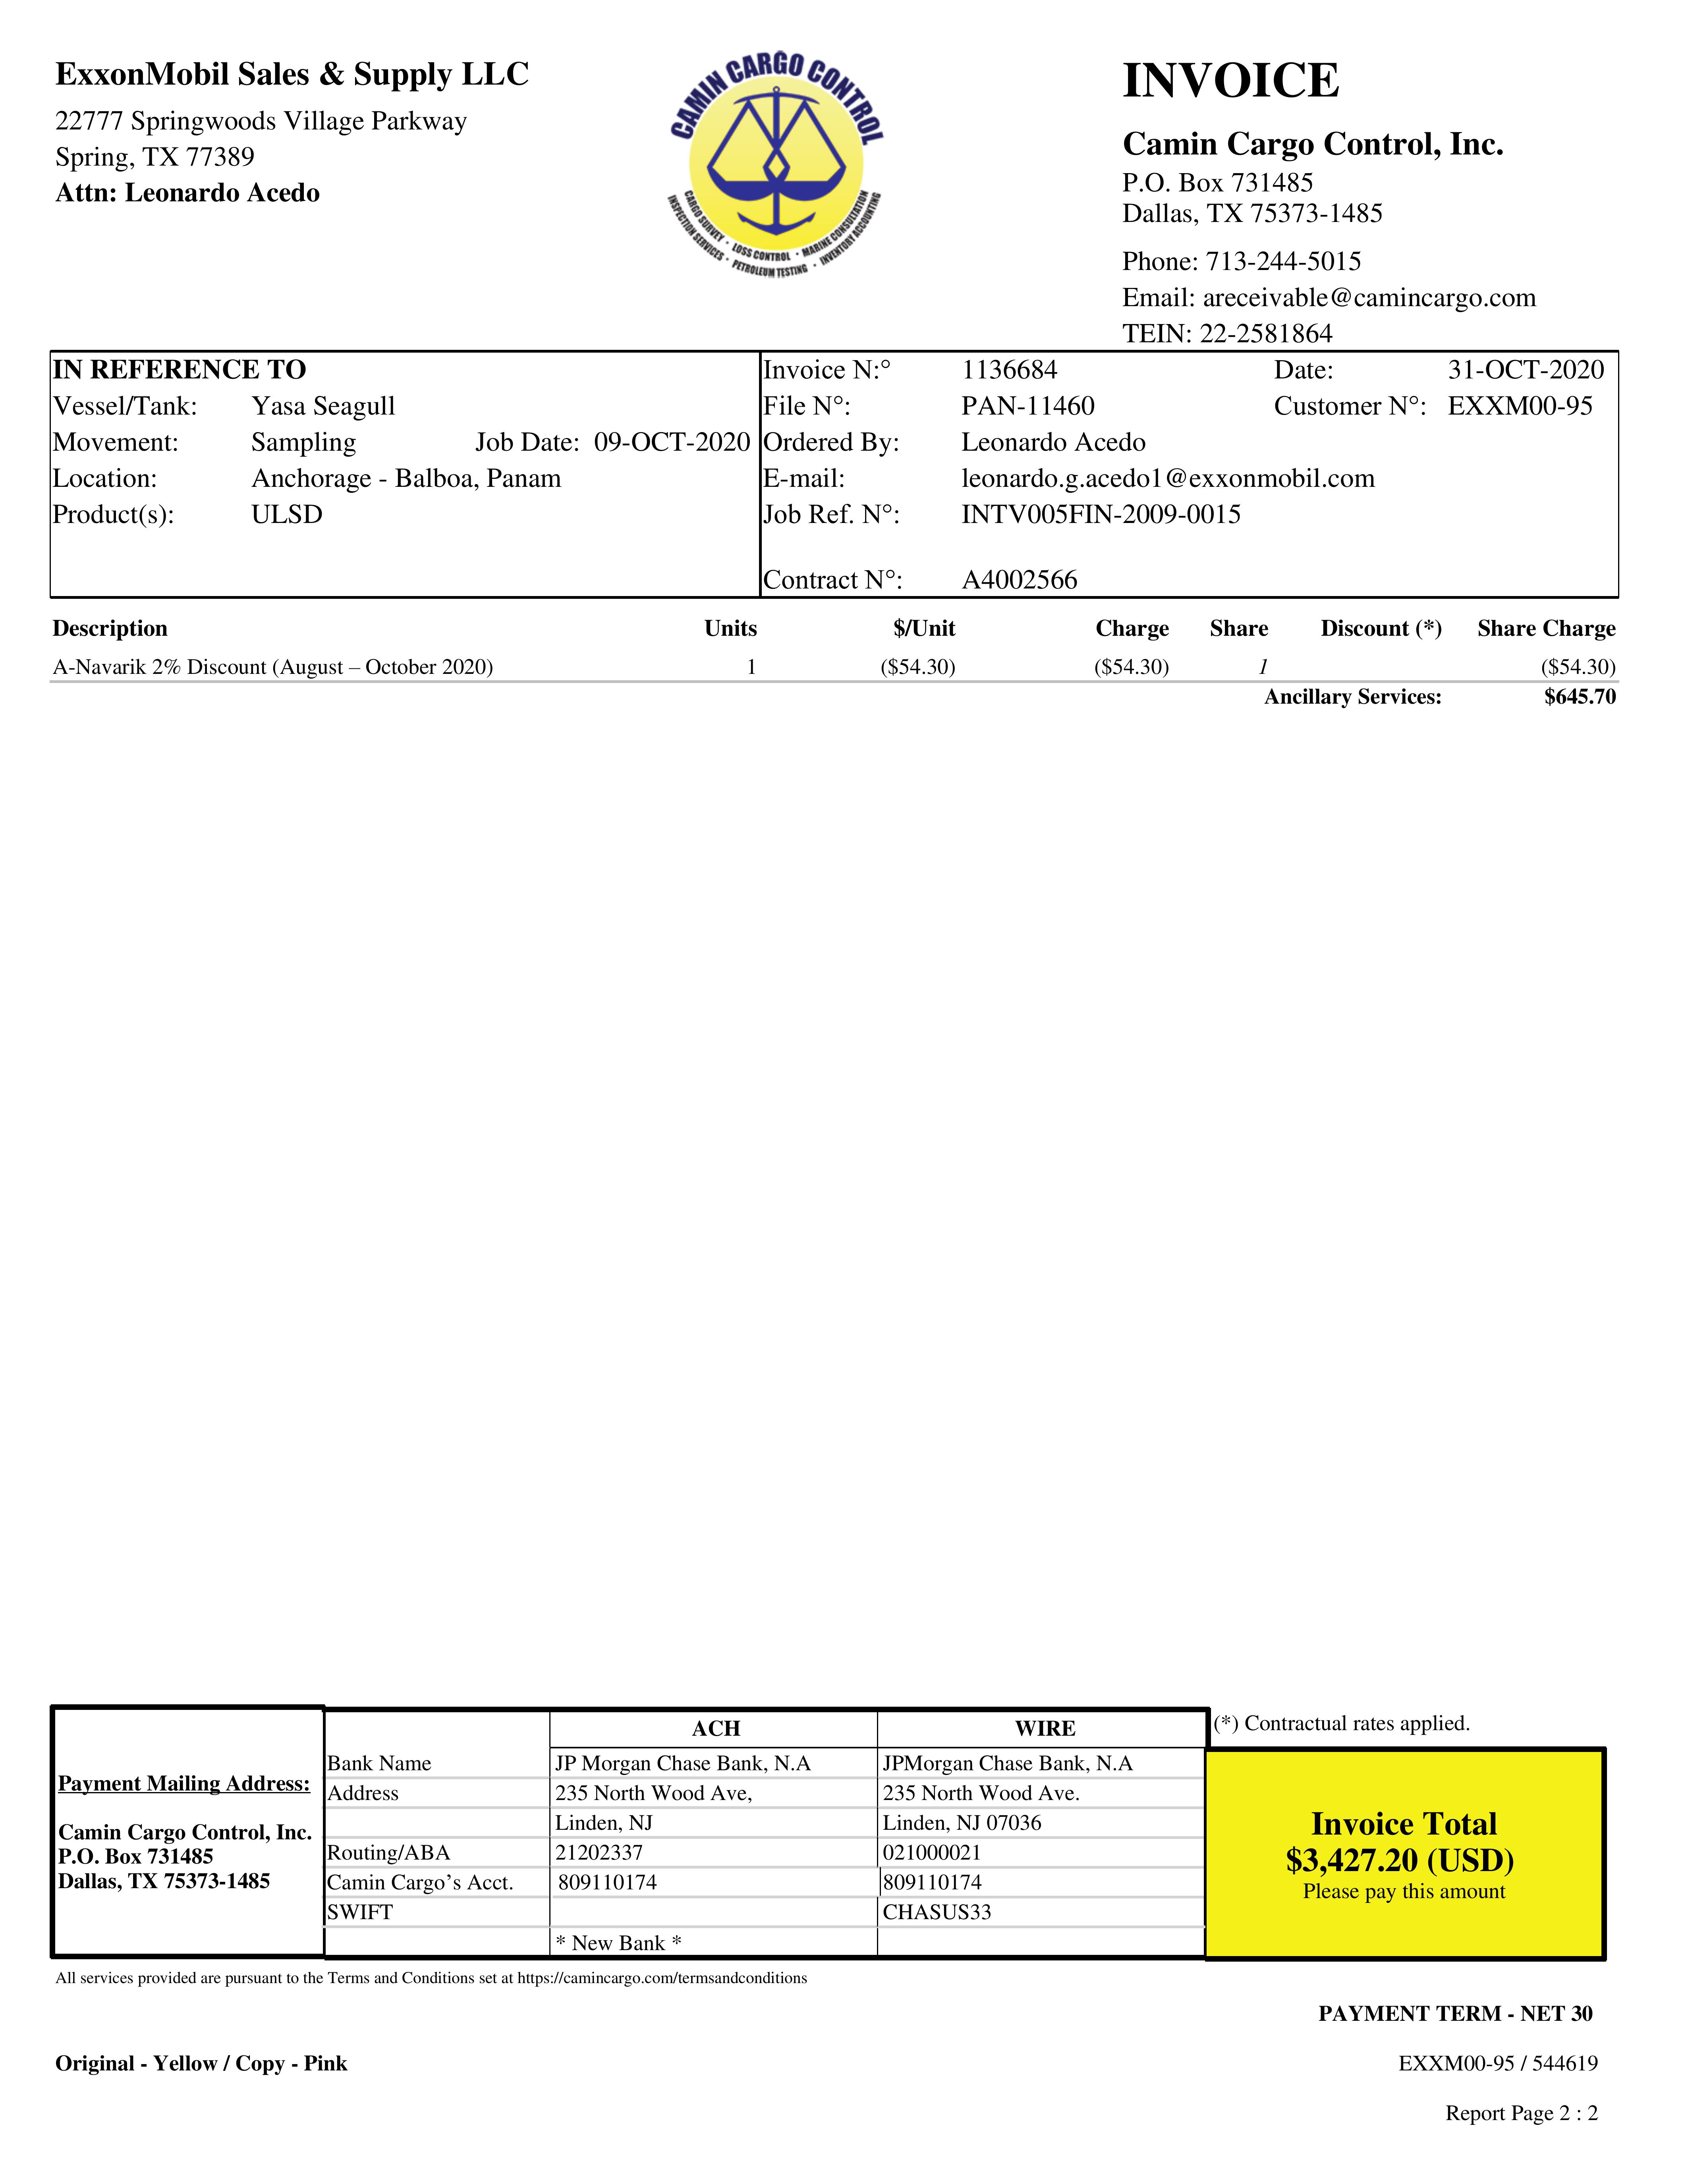 ExxonMobil Sales & Supply LLC
22777 Springwoods Village Parkway
Spring, TX 77389
Attn: Leonardo Acedo
CAMIN CARGO CONTROL
CARGO SURVEY · LOSS CONTROL · MARINE CONSULTATION
INSPECTION SERVICES · PETROLEUM TESTING · INVENTORY ACCOUNTING
INVOICE
Camin Cargo Control, Inc.
P.O. Box 731485
Dallas, TX 75373-1485
Phone: 713-244-5015
Email: areceivable@camincargo.com
TEIN: 22-2581864
IN REFERENCE TO
Vessel/Tank: Yasa Seagull
Movement: Sampling Job Date: 09-OCT-2020
Location: Anchorage - Balboa, Panam
Product(s): ULSD
Invoice N:° 1136684 Date: 31-OCT-2020
File N°: PAN-11460 Customer N°: EXXM00-95
Ordered By: Leonardo Acedo
E-mail: leonardo.g.acedo1@exxonmobil.com
Job Ref. N°: INTV005FIN-2009-0015
Contract N°: A4002566
Description Units $/Unit Charge Share Discount (*) Share Charge
A-Navarik 2% Discount (August – October 2020) 1 ($54.30) ($54.30) 1 ($54.30)
Ancillary Services: $645.70
Payment Mailing Address:
Camin Cargo Control, Inc.
P.O. Box 731485
Dallas, TX 75373-1485
ACH WIRE
Bank Name JP Morgan Chase Bank, N.A JPMorgan Chase Bank, N.A
Address 235 North Wood Ave, 235 North Wood Ave.
Linden, NJ Linden, NJ 07036
Routing/ABA 21202337 021000021
Camin Cargo’s Acct. 809110174 809110174
SWIFT CHASUS33
* New Bank *
(*) Contractual rates applied.
Invoice Total
$3,427.20 (USD)
Please pay this amount
All services provided are pursuant to the Terms and Conditions set at https://camincargo.com/termsandconditions
PAYMENT TERM - NET 30
Original - Yellow / Copy - Pink
EXXM00-95 / 544619
Report Page 2 : 2